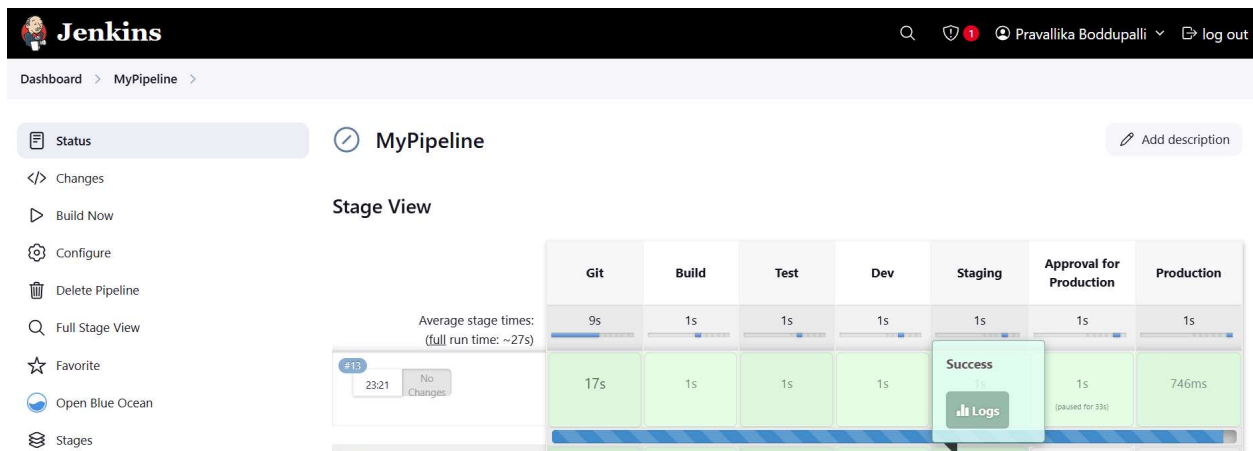 Jenkins
1
Pravallika Boddupalli
log out
Dashboard > MyPipeline >
Status
Changes
Build Now
Configure
Delete Pipeline
Full Stage View
Favorite
Open Blue Ocean
Stages
MyPipeline
Add description
Stage View
Git Build Test Dev Staging Approval for
Production Production
Average stage times: 9s 1s 1s 1s 1s 1s 1s
(full run time: ~27s)
#13
23:21
No
Changes
17s 1s 1s 1s 1s 1s 746ms
(paused for 33s)
Success
Logs